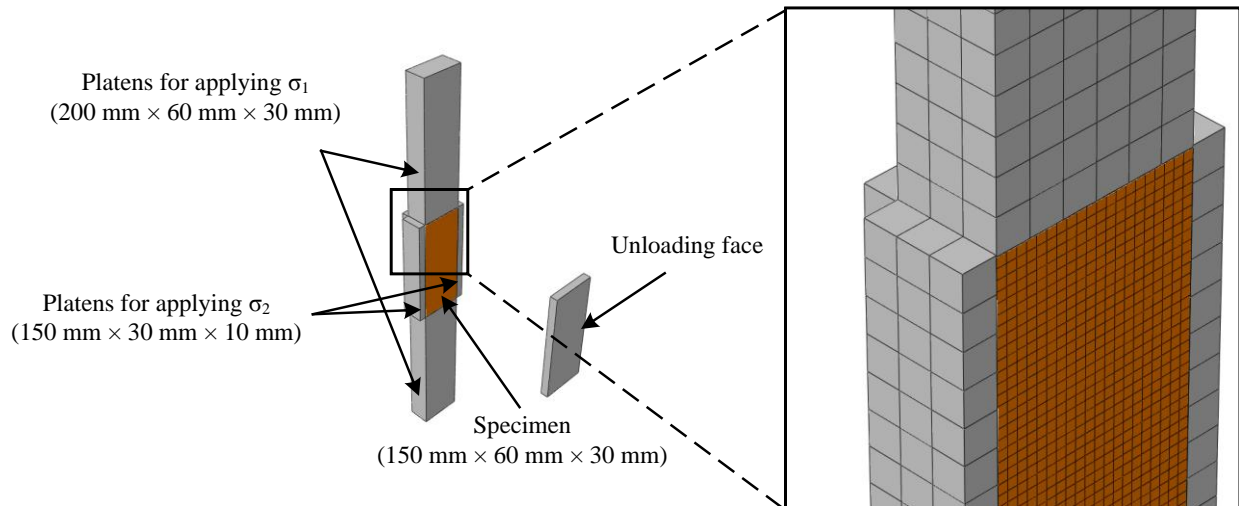 Platens for applying σ₁
(200 mm × 60 mm × 30 mm)
Unloading face
Platens for applying σ₂
(150 mm × 30 mm × 10 mm)
Specimen
(150 mm × 60 mm × 30 mm)